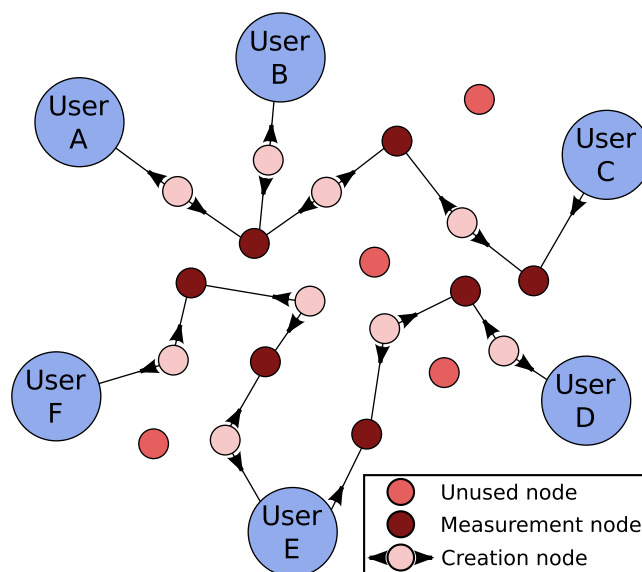 User
B
User
A
User
C
User
F
User
D
User
E
Unused node
Measurement node
Creation node